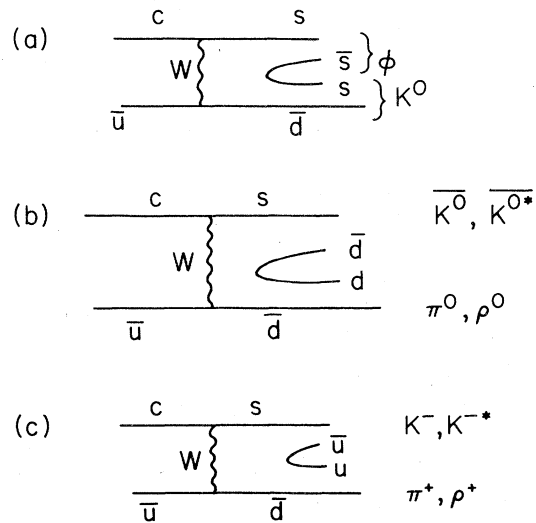 (a) c s
W s̅ } ϕ
s } K⁰
u̅ d̅
(b) c s K̅⁰̅, K̅⁰̅*̅
W d̅
d
π⁰, ρ⁰
u̅ d̅
(c) c s K⁻, K⁻*
W u̅
u
π⁺, ρ⁺
u̅ d̅